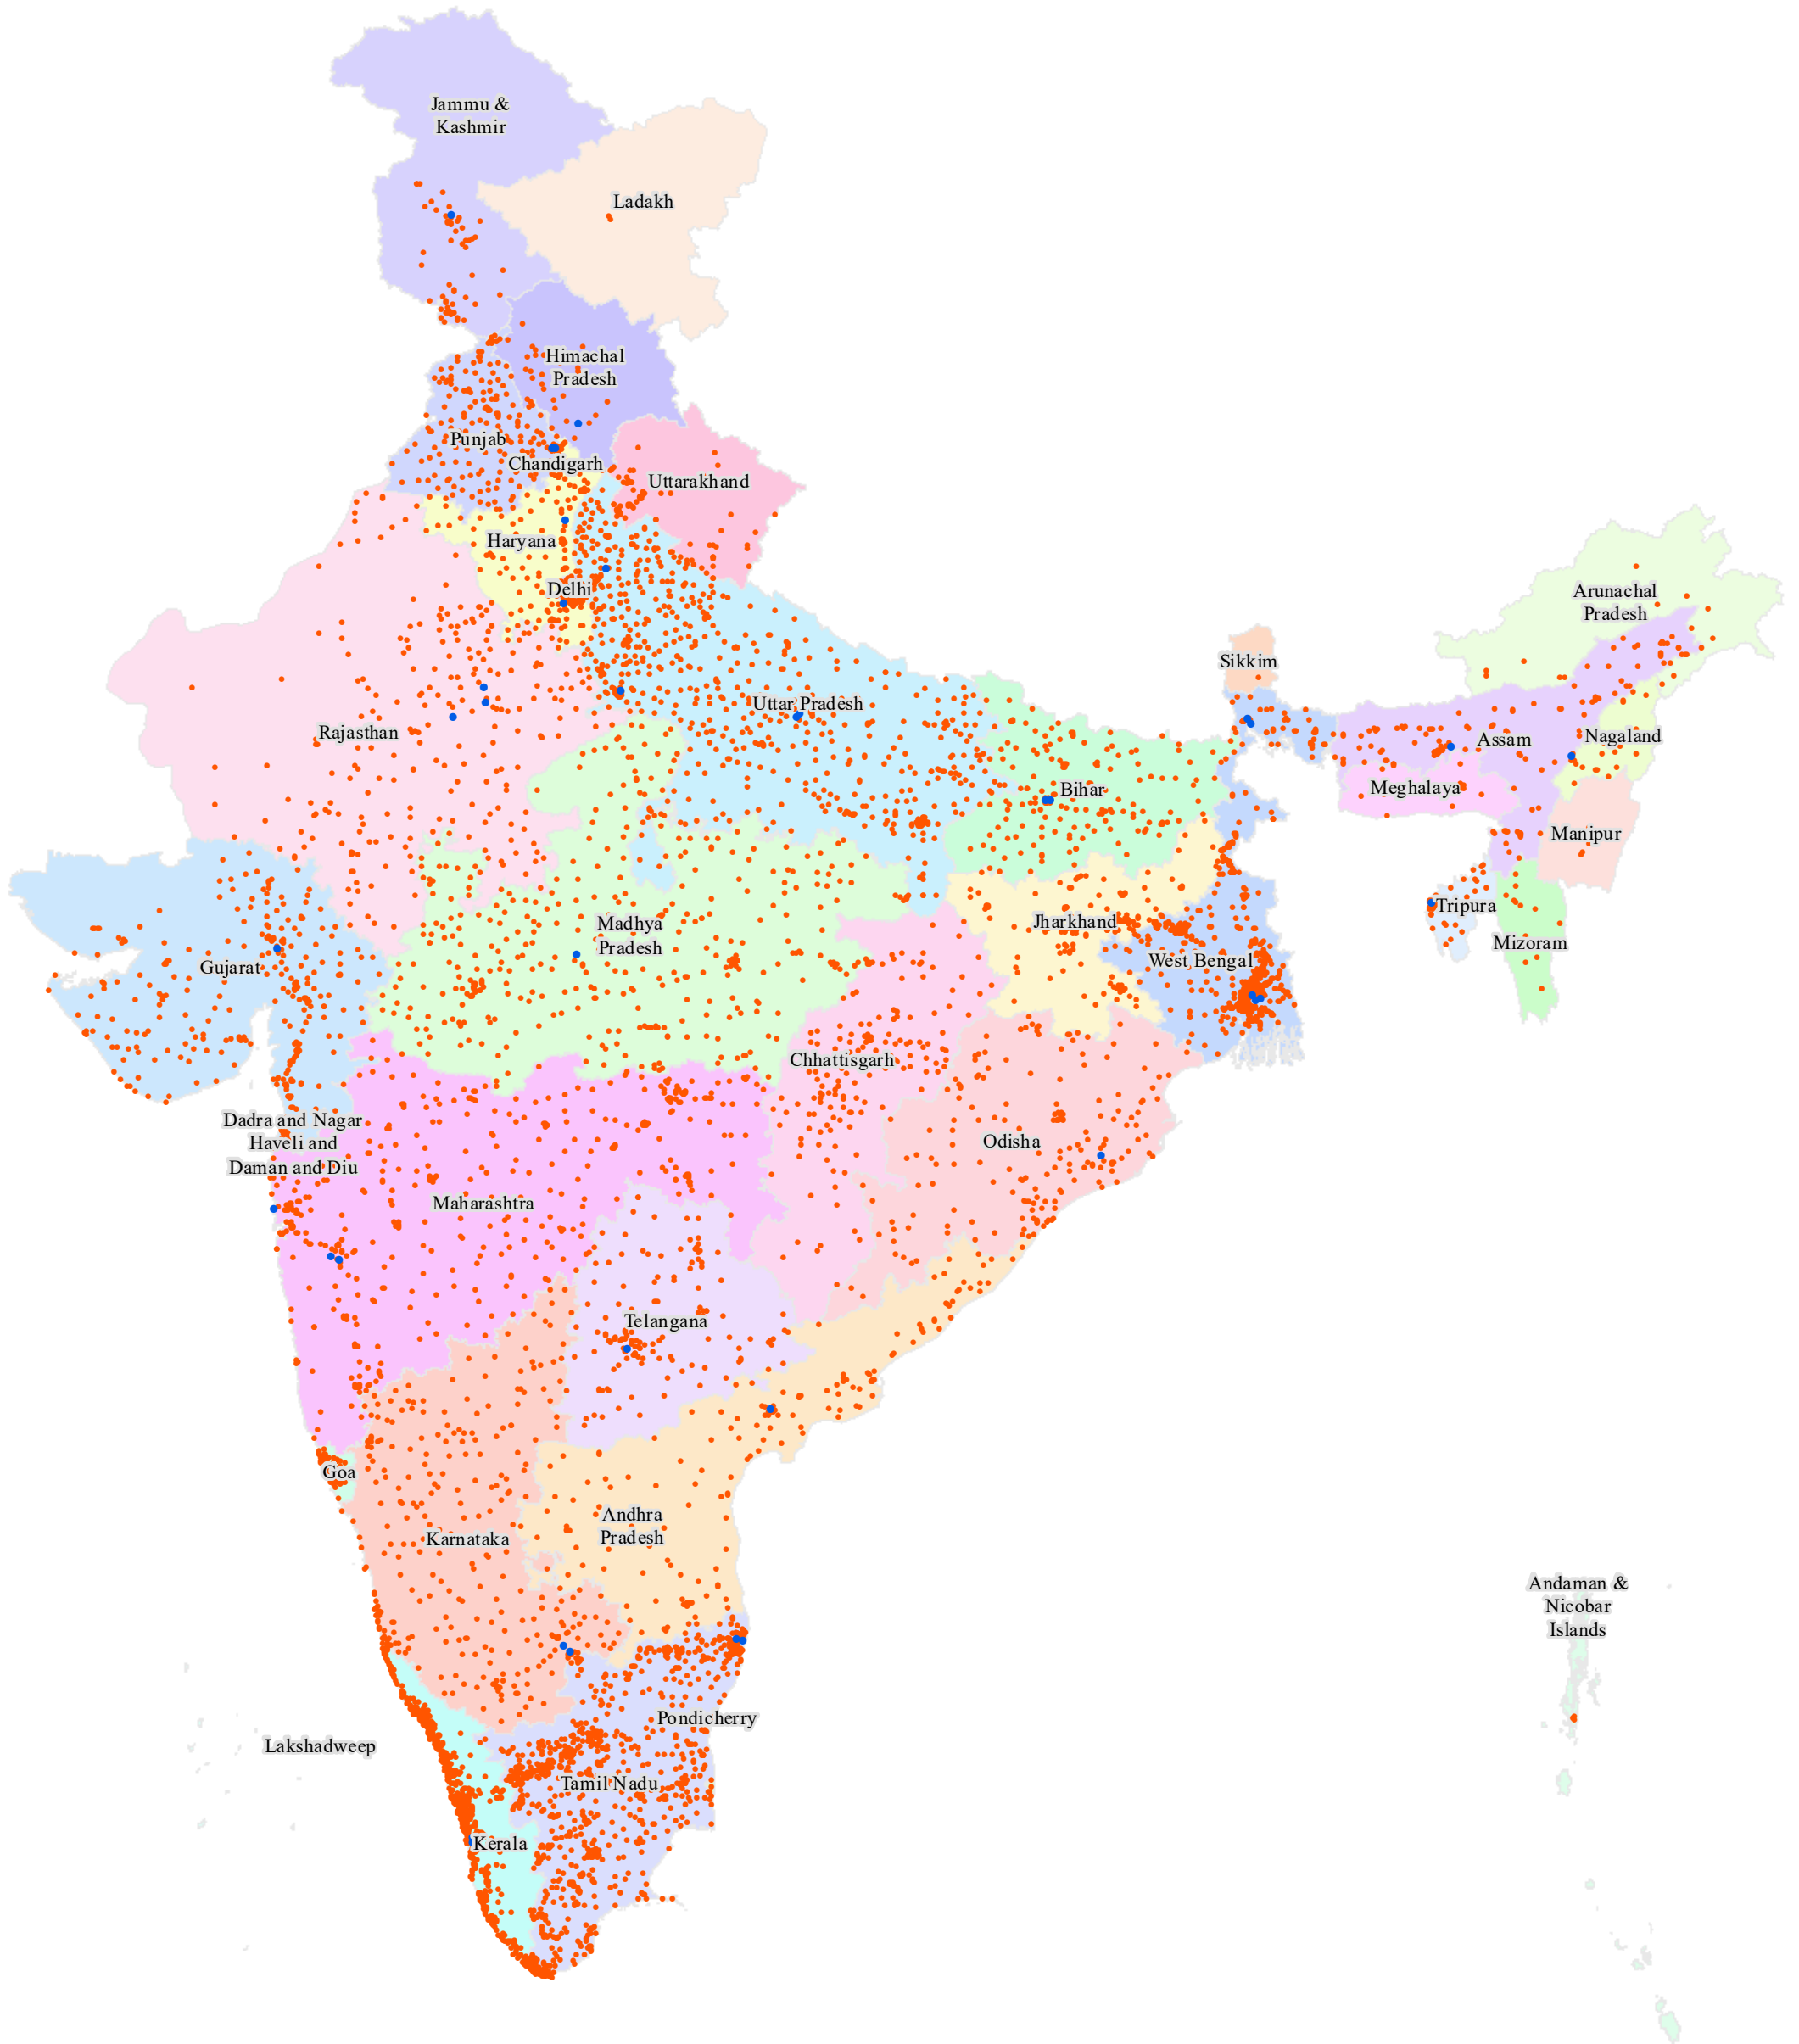 Jammu &
Kashmir
Ladakh
Himachal
Pradesh
Punjab
Chandigarh
Uttarakhand
Haryana
Delhi
Arunachal
Pradesh
Sikkim
Uttar Pradesh
Rajasthan
Assam
Nagaland
Bihar
Meghalaya
Manipur
Tripura
Madhya
Pradesh
Jharkhand
Mizoram
West Bengal
Gujarat
Chhattisgarh
Dadra and Nagar
Haveli and
Daman and Diu
Odisha
Maharashtra
Telangana
Goa
Andhra
Pradesh
Karnataka
Andaman &
Nicobar
Islands
Pondicherry
Lakshadweep
Tamil Nadu
Kerala